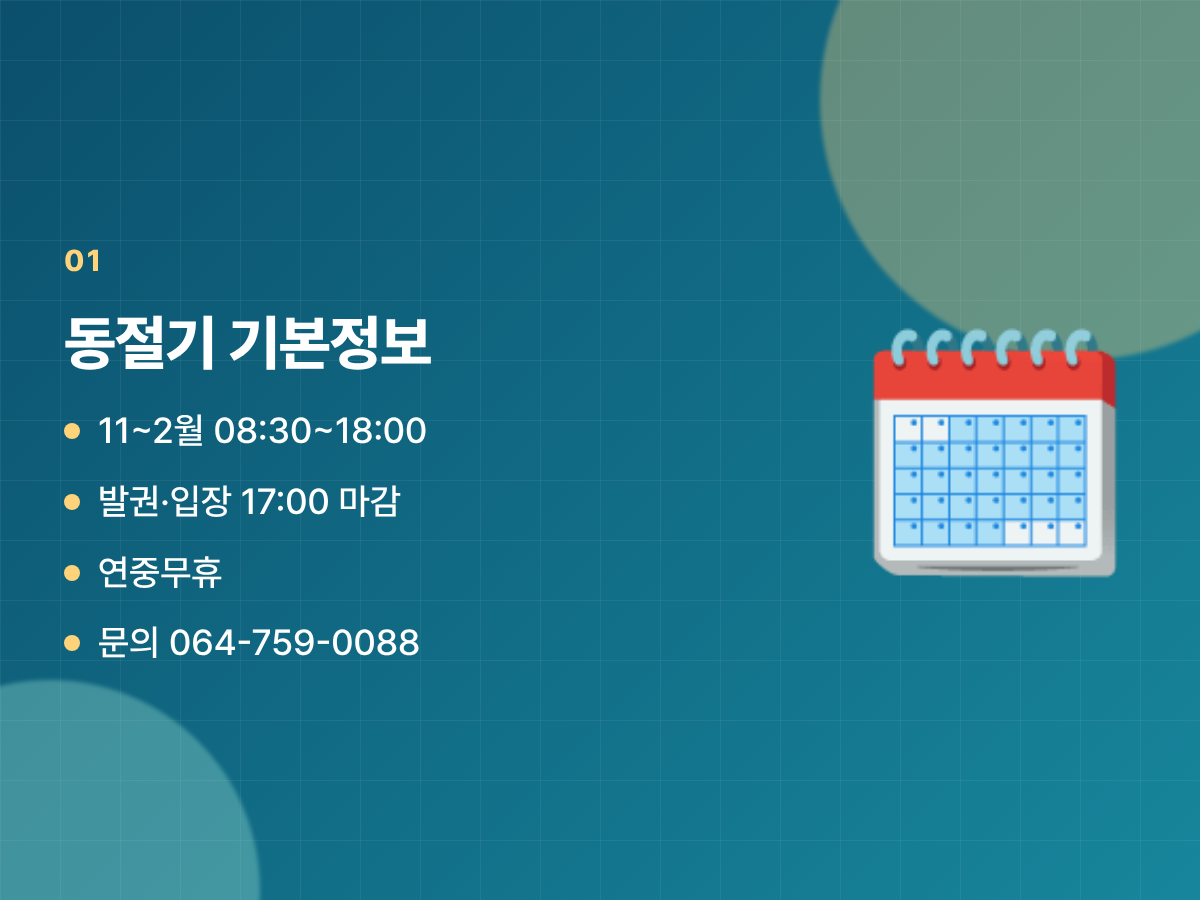 01
동절기 기본정보
11~2월 08:30~18:00
발권·입장 17:00 마감
연중무휴
문의 064-759-0088